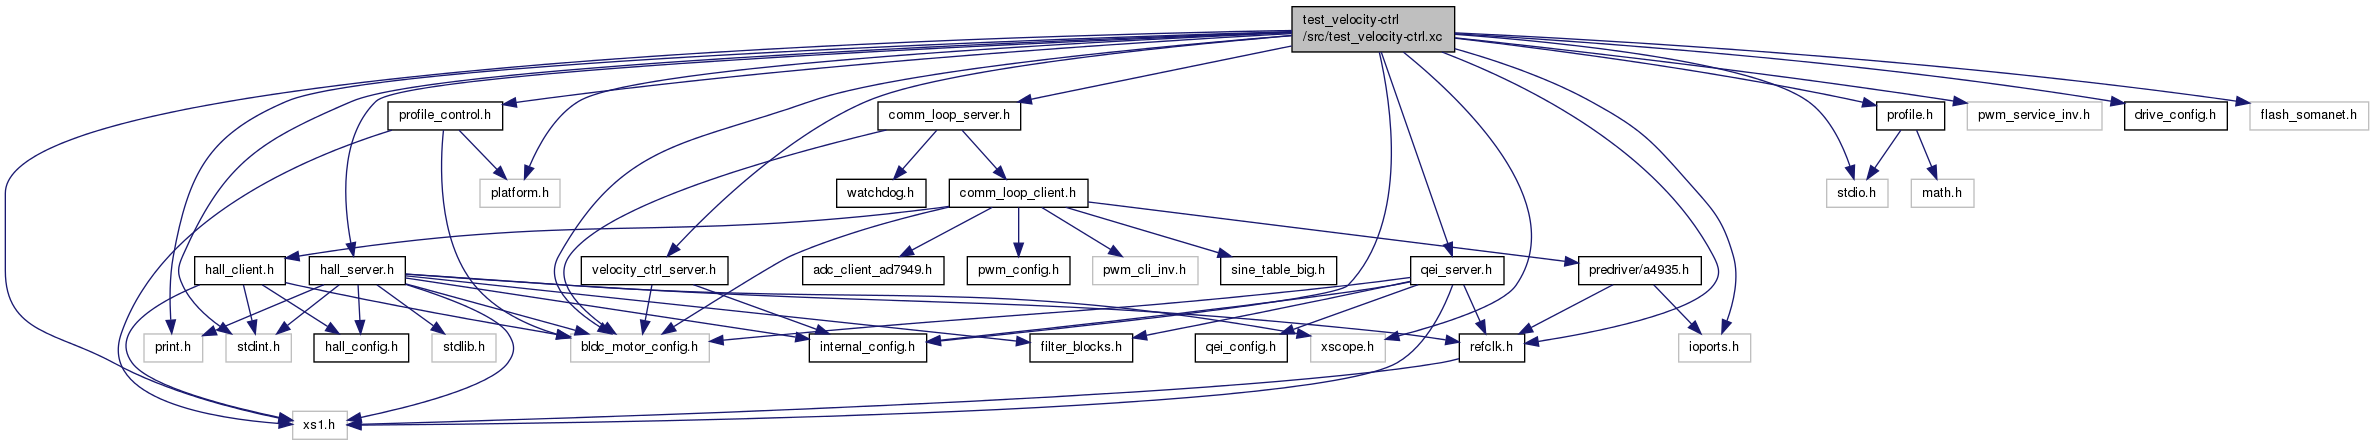 test_velocity-ctrl
/src/test_velocity-ctrl.xc
profile_control.h
comm_loop_server.h
profile.h
pwm_service_inv.h
drive_config.h
flash_somanet.h
platform.h
watchdog.h
comm_loop_client.h
stdio.h
math.h
hall_client.h
hall_server.h
velocity_ctrl_server.h
adc_client_ad7949.h
pwm_config.h
pwm_cli_inv.h
sine_table_big.h
qei_server.h
predriver/a4935.h
print.h
stdint.h
hall_config.h
stdlib.h
bldc_motor_config.h
internal_config.h
filter_blocks.h
qei_config.h
xscope.h
refclk.h
ioports.h
xs1.h